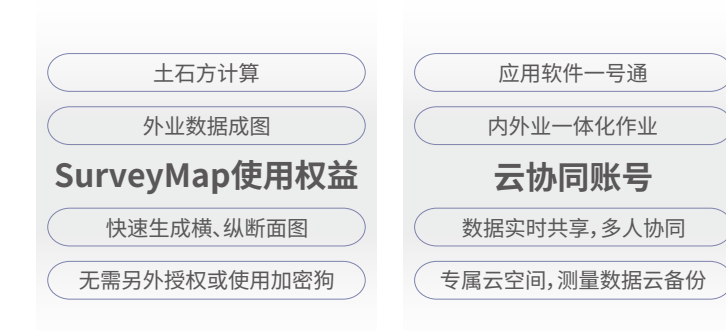 土石方计算
外业数据成图
SurveyMap使用权益
快速生成横、纵断面图
无需另外授权或使用加密狗
应用软件一号通
内外业一体化作业
云协同账号
数据实时共享,多人协同
专属云空间,测量数据云备份